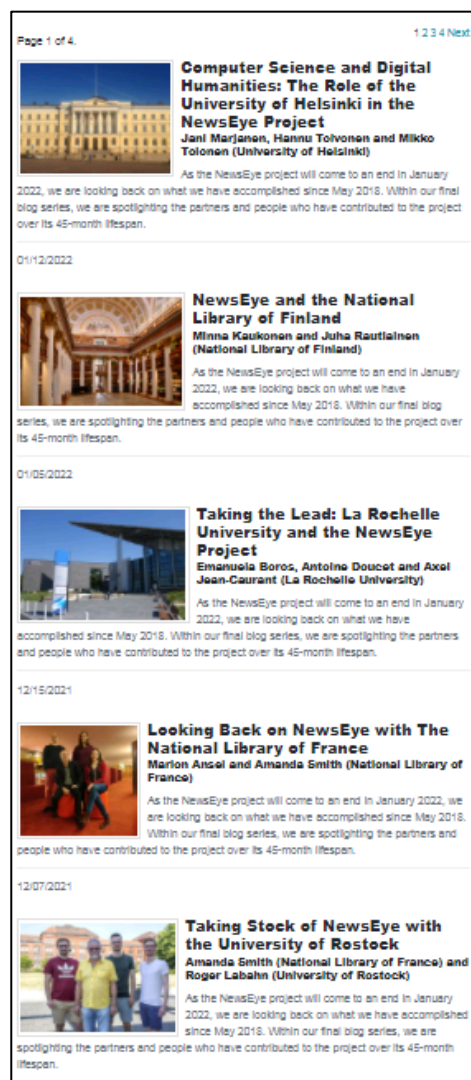 1 2 3 4 Next
Page 1 of 4.
Computer Science and Digital
Humanities: The Role of the
University of Helsinki in the
NewsEye Project
Jani Marjanen, Hannu Toivonen and Mikko
Tolonen (University of Helsinki)
As the NewsEye project will come to an end in January
2022, we are looking back on what we have accomplished since May 2018. Within our final
blog series, we are spotlighting the partners and people who have contributed to the project
over its 45-month lifespan.
01/12/2022
NewsEye and the National
Library of Finland
Minna Kaukonen and Juha Rautiainen
(National Library of Finland)
As the NewsEye project will come to an end in January
2022, we are looking back on what we have
accomplished since May 2018. Within our final blog
series, we are spotlighting the partners and people who have contributed to the project over
its 45-month lifespan.
01/05/2022
Taking the Lead: La Rochelle
University and the NewsEye
Project
Emanuela Boros, Antoine Doucet and Axel
Jean-Caurant (La Rochelle University)
As the NewsEye project will come to an end in January
2022, we are looking back on what we have
accomplished since May 2018. Within our final blog series, we are spotlighting the partners
and people who have contributed to the project over its 45-month lifespan.
12/15/2021
Looking Back on NewsEye with The
National Library of France
Marion Ansel and Amanda Smith (National Library of
France)
As the NewsEye project will come to an end in January 2022, we
are looking back on what we have accomplished since May 2018.
Within our final blog series, we are spotlighting the partners and
people who have contributed to the project over its 45-month lifespan.
12/07/2021
Taking Stock of NewsEye with
the University of Rostock
Amanda Smith (National Library of France) and
Roger Labahn (University of Rostock)
As the NewsEye project will come to an end in January
2022, we are looking back on what we have accomplished
since May 2018. Within our final blog series, we are
spotlighting the partners and people who have contributed to the project over its 45-month
lifespan.